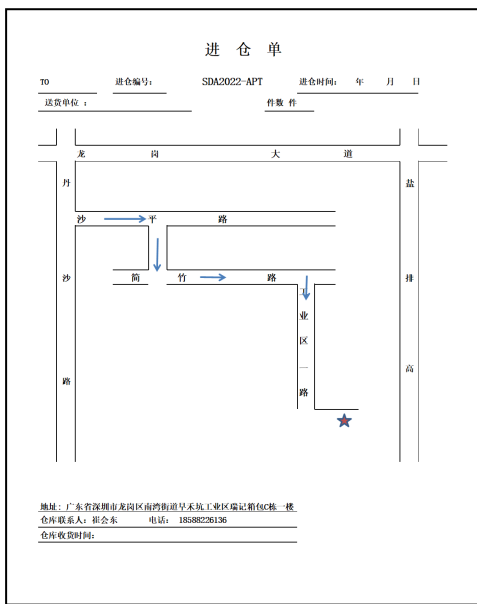 进 仓 单
TO 进仓编号: SDA2022-APT 进仓时间: 年 月 日
送货单位 : 件数 件
龙 岗 大 道
丹 沙 路
盐 排 高
沙 平 路
简 竹 路
工 业 区 一 路
地址: 广东省深圳市龙岗区南湾街道早禾坑工业区瑞记箱包C栋一楼
仓库联系人: 崔会东 电话: 18588226136
仓库收货时间: